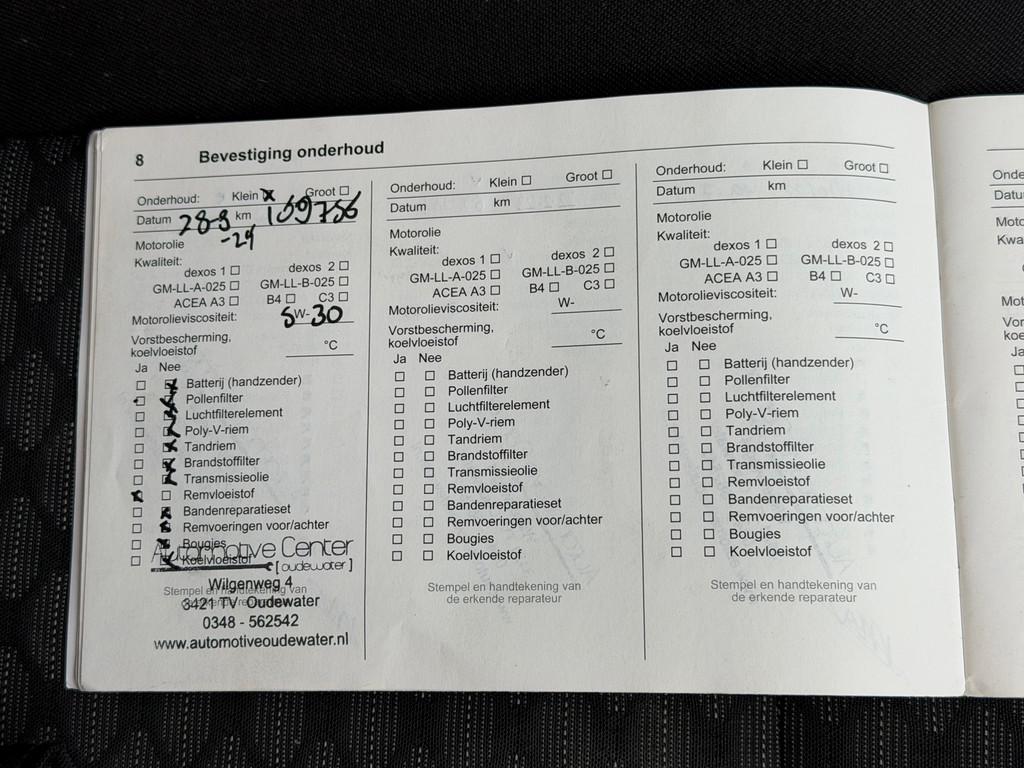 8 Bevestiging onderhoud
Onderhoud: Klein Groot
Datum 28-3 km 169756
-24
Motorolie
Kwaliteit:
dexos 1 dexos 2
GM-LL-A-025 GM-LL-B-025
ACEA A3 B4 C3
Motorolieviscositeit: 5W-30
Vorstbescherming,
koelvloeistof °C
Ja Nee
Batterij (handzender)
Pollenfilter
Luchtfilterelement
Poly-V-riem
Tandriem
Brandstoffilter
Transmissieolie
Remvloeistof
Bandenreparatieset
Remvoeringen voor/achter
Bougies
Koelvloeistof
Automotive Center
[oudewater]
Stempel en handtekening van
Wilgenweg 4
3421 TV Oudewater
0348 - 562542
www.automotiveoudewater.nl
Onderhoud: Klein Groot
Datum km
Motorolie
Kwaliteit:
dexos 1 dexos 2
GM-LL-A-025 GM-LL-B-025
ACEA A3 B4 C3
Motorolieviscositeit: W-
Vorstbescherming,
koelvloeistof °C
Ja Nee
Batterij (handzender)
Pollenfilter
Luchtfilterelement
Poly-V-riem
Tandriem
Brandstoffilter
Transmissieolie
Remvloeistof
Bandenreparatieset
Remvoeringen voor/achter
Bougies
Koelvloeistof
Stempel en handtekening van
de erkende reparateur
Onderhoud: Klein Groot
Datum km
Motorolie
Kwaliteit:
dexos 1 dexos 2
GM-LL-A-025 GM-LL-B-025
ACEA A3 B4 C3
Motorolieviscositeit: W-
Vorstbescherming,
koelvloeistof °C
Ja Nee
Batterij (handzender)
Pollenfilter
Luchtfilterelement
Poly-V-riem
Tandriem
Brandstoffilter
Transmissieolie
Remvloeistof
Bandenreparatieset
Remvoeringen voor/achter
Bougies
Koelvloeistof
Stempel en handtekening van
de erkende reparateur